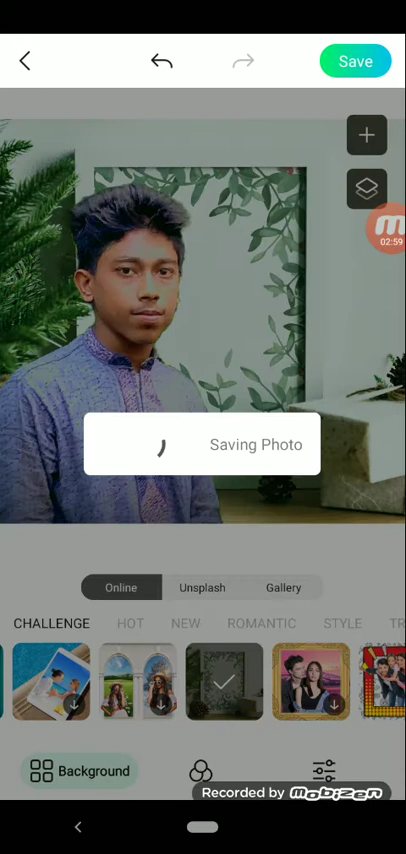 Save
02:59
Saving Photo
Online Unsplash Gallery
CHALLENGE HOT NEW ROMANTIC STYLE TR
Background
Recorded by mobizen